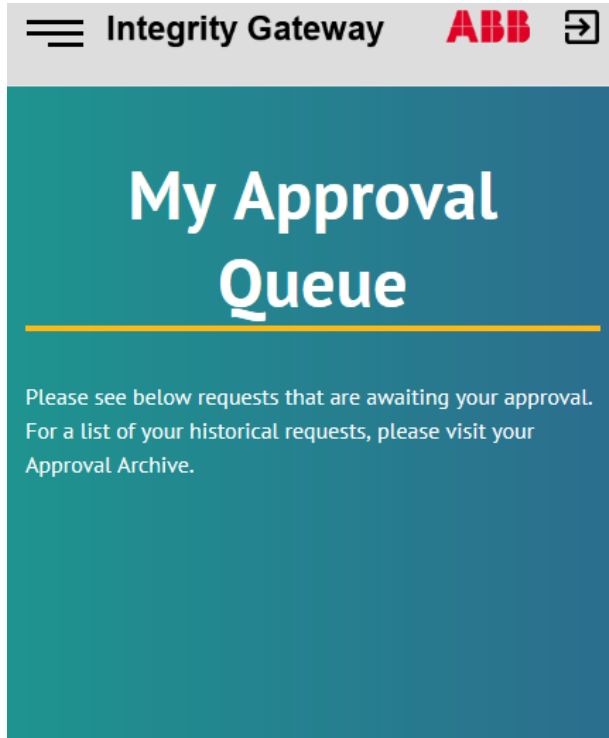 Integrity Gateway ABB
My Approval
Queue
Please see below requests that are awaiting your approval.
For a list of your historical requests, please visit your
Approval Archive.